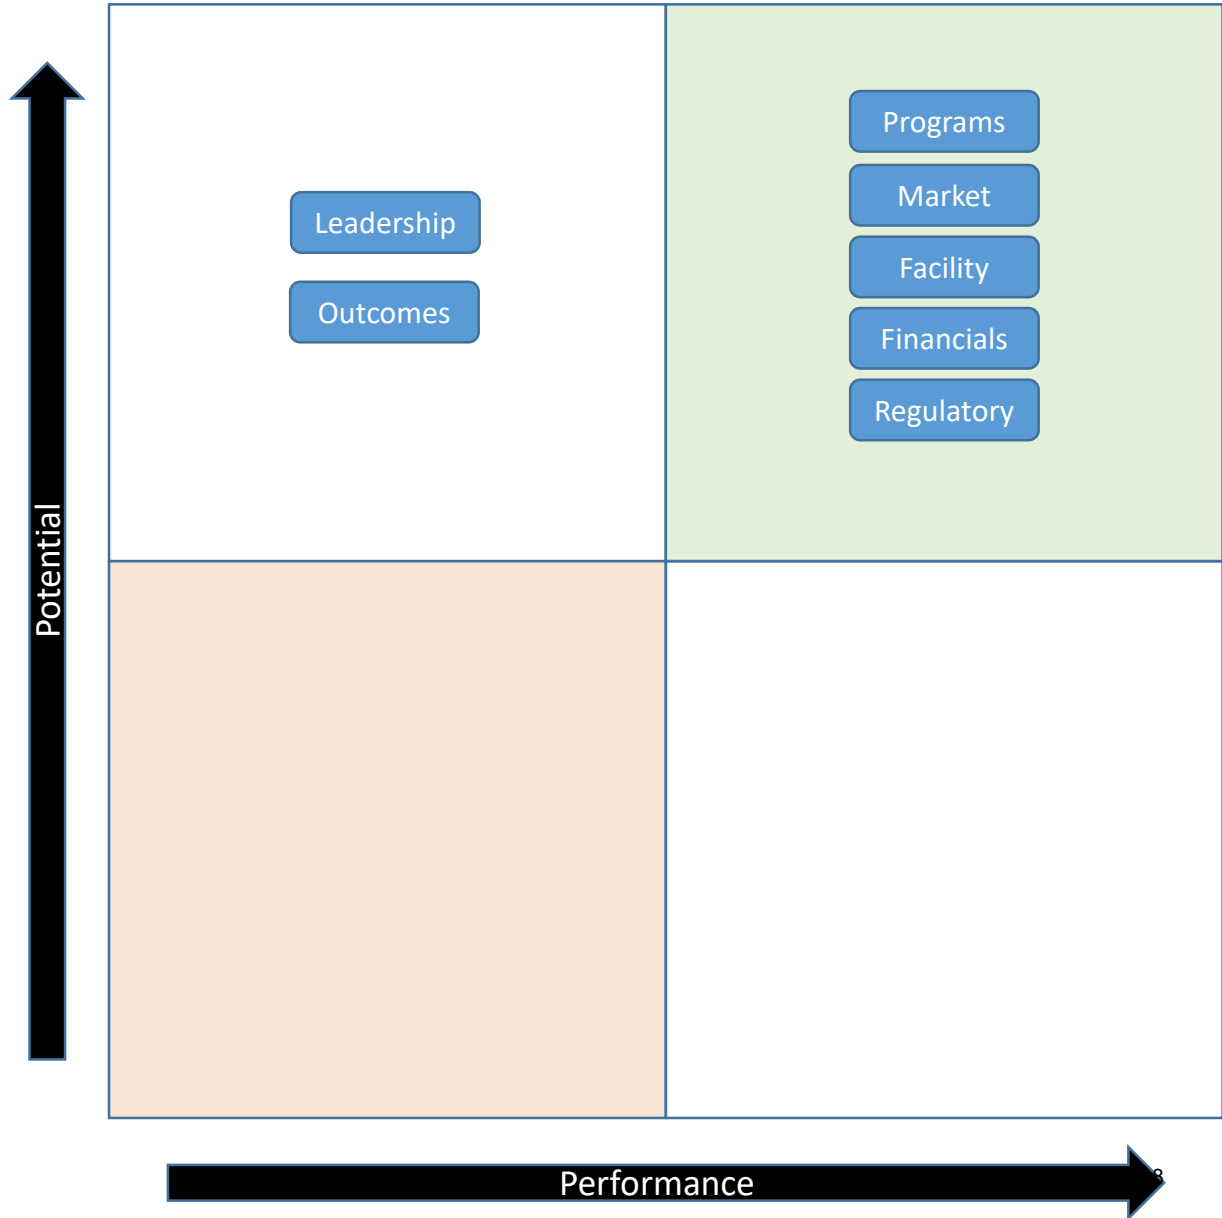 Programs
Market
Facility
Financials
Regulatory
Leadership
Outcomes
Potential
Performance